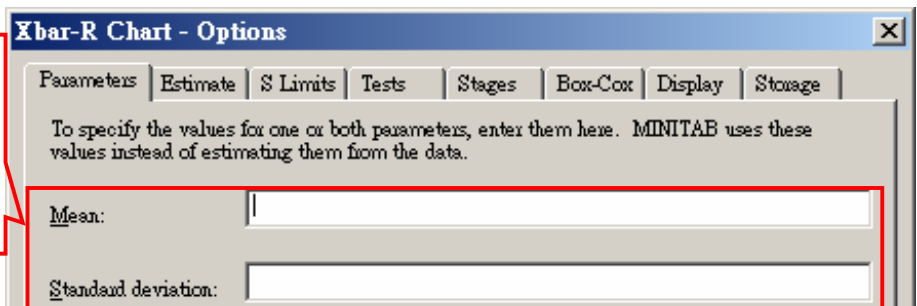 Xbar-R Chart - Options
Parameters Estimate S Limits Tests Stages Box-Cox Display Storage
To specify the values for one or both parameters, enter them here. MINITAB uses these
values instead of estimating them from the data.
Mean:
Standard deviation: